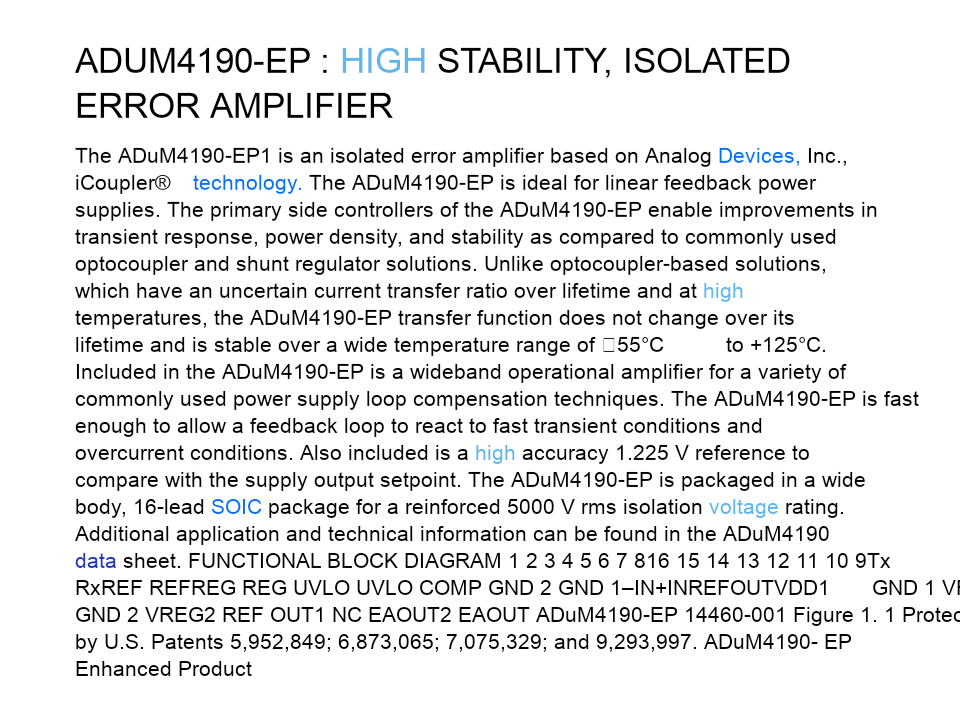 ADUM4190-EP : HIGH STABILITY, ISOLATED
ERROR AMPLIFIER
The ADuM4190-EP1 is an isolated error amplifier based on Analog Devices, Inc.,
iCoupler® technology. The ADuM4190-EP is ideal for linear feedback power
supplies. The primary side controllers of the ADuM4190-EP enable improvements in
transient response, power density, and stability as compared to commonly used
optocoupler and shunt regulator solutions. Unlike optocoupler-based solutions,
which have an uncertain current transfer ratio over lifetime and at high
temperatures, the ADuM4190-EP transfer function does not change over its
lifetime and is stable over a wide temperature range of 55°C to +125°C.
Included in the ADuM4190-EP is a wideband operational amplifier for a variety of
commonly used power supply loop compensation techniques. The ADuM4190-EP is fast
enough to allow a feedback loop to react to fast transient conditions and
overcurrent conditions. Also included is a high accuracy 1.225 V reference to
compare with the supply output setpoint. The ADuM4190-EP is packaged in a wide
body, 16-lead SOIC package for a reinforced 5000 V rms isolation voltage rating.
Additional application and technical information can be found in the ADuM4190
data sheet. FUNCTIONAL BLOCK DIAGRAM 1 2 3 4 5 6 7 816 15 14 13 12 11 10 9Tx
RxREF REFREG REG UVLO UVLO COMP GND 2 GND 1–IN+INREFOUTVDD1 GND 1
GND 2 VREG2 REF OUT1 NC EAOUT2 EAOUT ADuM4190-EP 14460-001 Figure 1. 1
by U.S. Patents 5,952,849; 6,873,065; 7,075,329; and 9,293,997. ADuM4190- EP
Enhanced Product